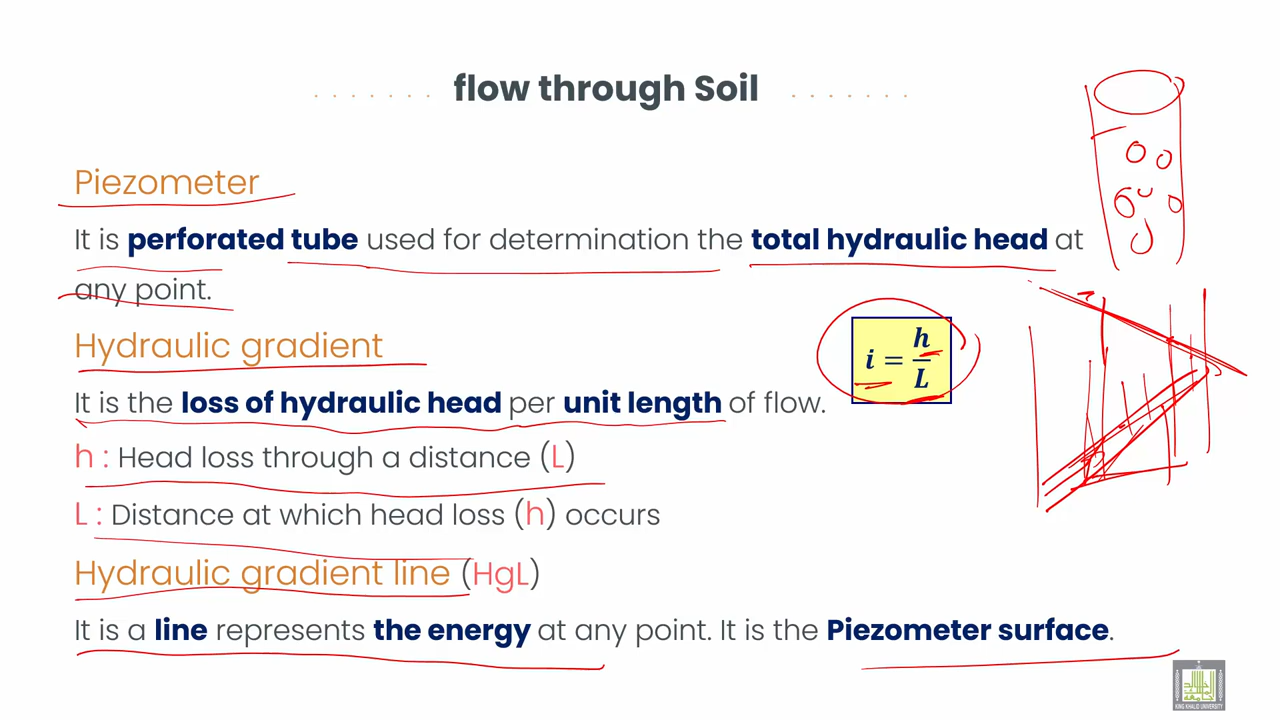 flow through Soil
Piezometer
It is perforated tube used for determination the total hydraulic head at
any point.
Hydraulic gradient
i = h/L
It is the loss of hydraulic head per unit length of flow.
h : Head loss through a distance (L)
L : Distance at which head loss (h) occurs
Hydraulic gradient line (HgL)
It is a line represents the energy at any point. It is the Piezometer surface.
KING KHALID UNIVERSITY